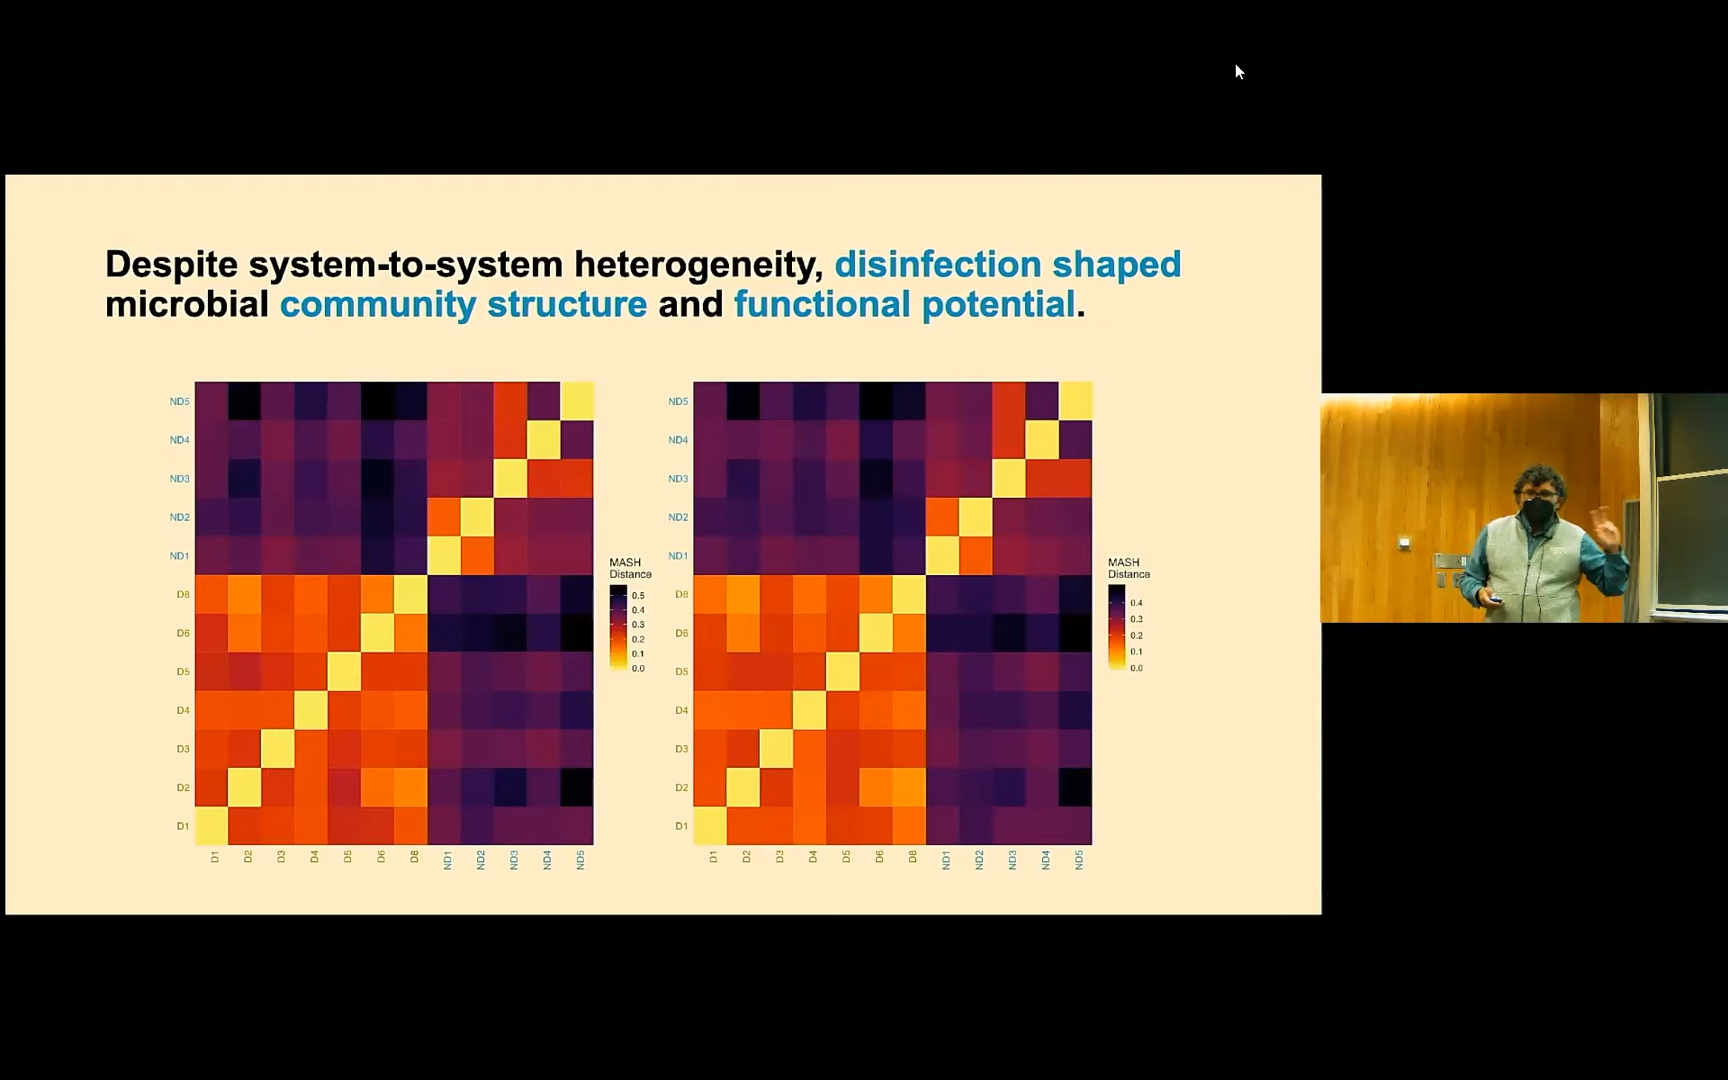 Despite system-to-system heterogeneity, disinfection shaped
microbial community structure and functional potential.
ND5
ND4
ND3
ND2
ND1
D8
D6
D5
D4
D3
D2
D1
D1 D2 D3 D4 D5 D6 D8 ND1 ND2 ND3 ND4 ND5
MASH
Distance
0.5
0.4
0.3
0.2
0.1
0.0
ND5
ND4
ND3
ND2
ND1
D8
D6
D5
D4
D3
D2
D1
D1 D2 D3 D4 D5 D6 D8 ND1 ND2 ND3 ND4 ND5
MASH
Distance
0.4
0.3
0.2
0.1
0.0